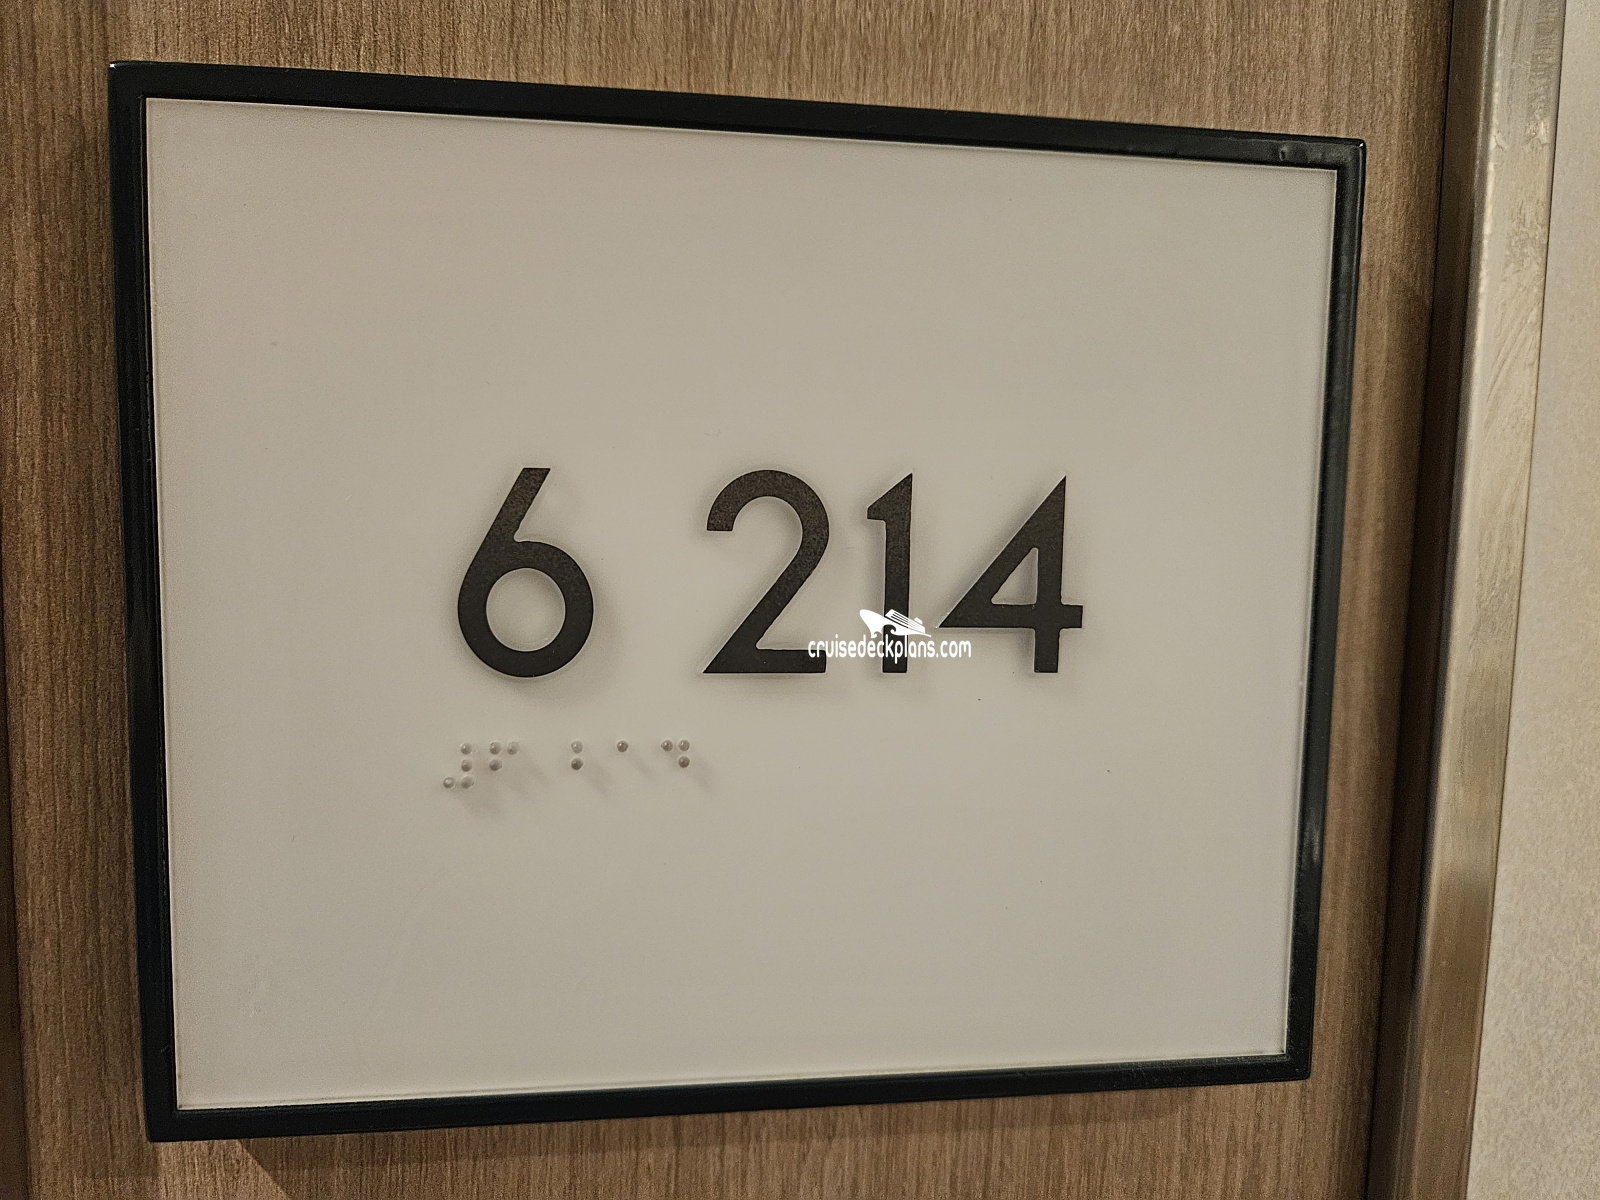 6 214
cruisedeckplans.com
⠼⠋ ⠃⠁⠙